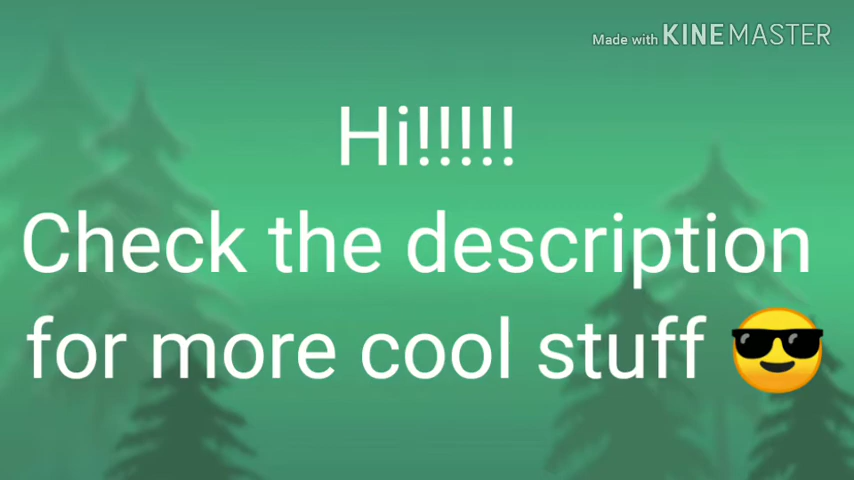 Made with KINEMASTER
Hi!!!!!
Check the description
for more cool stuff 😎